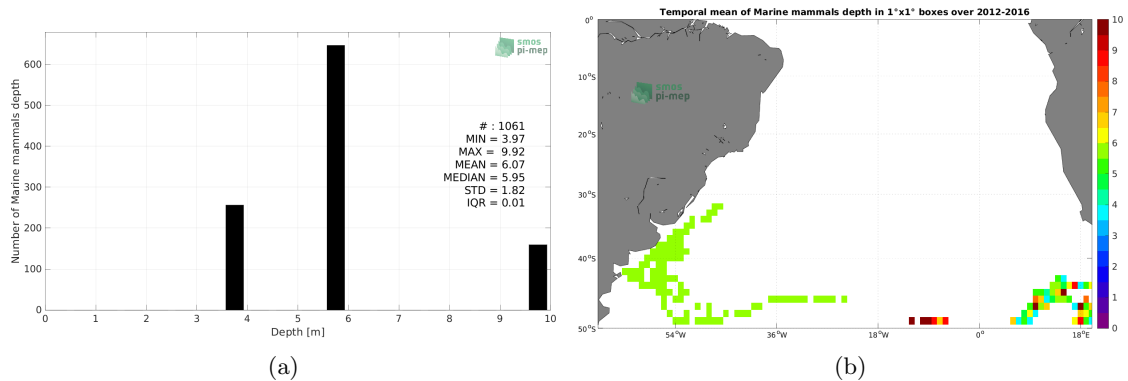 smos
pi-mep
Number of Marine mammals depth
600
500
400
300
200
100
0
# : 1061
MIN = 3.97
MAX = 9.92
MEAN = 6.07
MEDIAN = 5.95
STD = 1.82
IQR = 0.01
0 1 2 3 4 5 6 7 8 9 10
Depth [m]
(a)
Temporal mean of Marine mammals depth in 1°x1° boxes over 2012-2016
smos
pi-mep
0°
10°S
20°S
30°S
40°S
50°S
54°W 36°W 18°W 0° 18°E
10
9
8
7
6
5
4
3
2
1
0
(b)